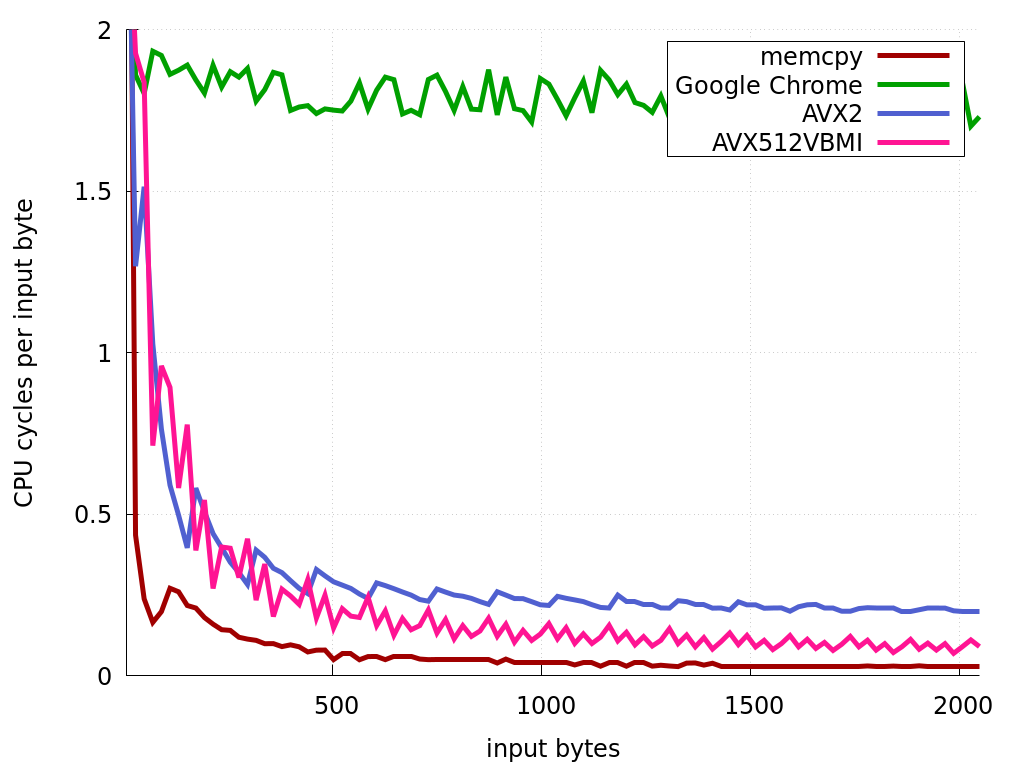 CPU cycles per input byte
2
1.5
1
0.5
0
memcpy
Google Chrome
AVX2
AVX512VBMI
500
1000
1500
2000
input bytes